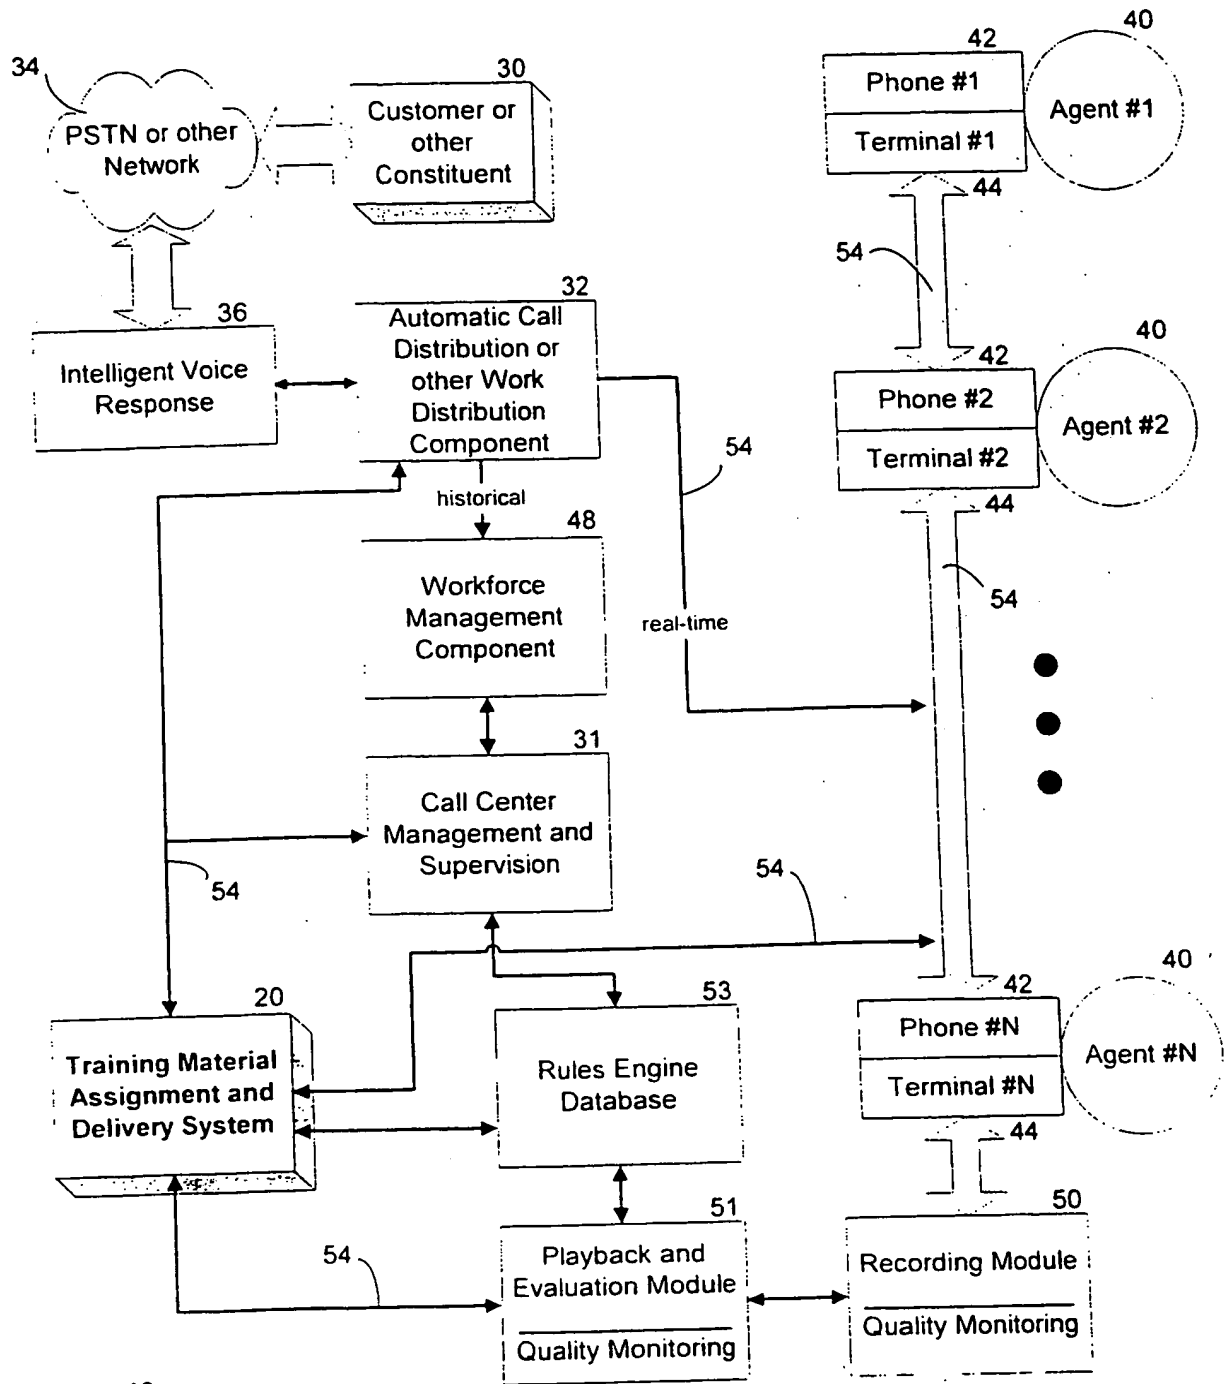 34
PSTN or other
Network
30
Customer or
other
Constituent
42
40
Phone #1
Terminal #1
Agent #1
44
54
36
Intelligent Voice
Response
32
Automatic Call
Distribution or
other Work
Distribution
Component
42
40
Phone #2
Terminal #2
Agent #2
44
54
54
historical
real-time
48
Workforce
Management
Component
31
Call Center
Management and
Supervision
54
54
20
Training Material
Assignment and
Delivery System
53
Rules Engine
Database
42
40
Phone #N
Terminal #N
Agent #N
44
54
51
Playback and
Evaluation Module
Quality Monitoring
50
Recording Module
Quality Monitoring